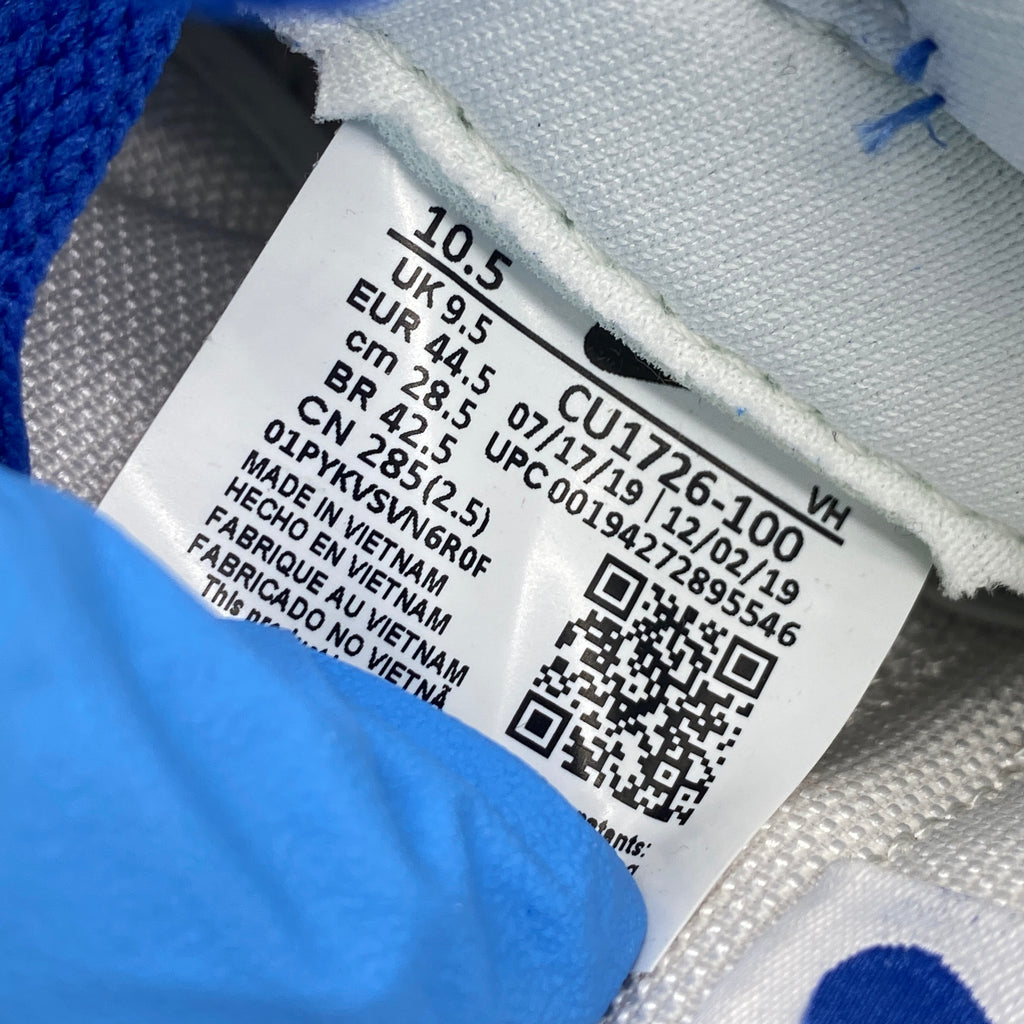 10.5
UK 9.5
EUR 44.5
cm 28.5
BR 42.5
CN 285(2.5)
01PYKVSVN6R0F
MADE IN VIETNAM
HECHO EN VIETNAM
FABRIQUE AU VIETNAM
FABRICADO NO VIETNÃ
This
VH
CU1726-100
07/17/19 | 12/02/19
UPC 00194272895546